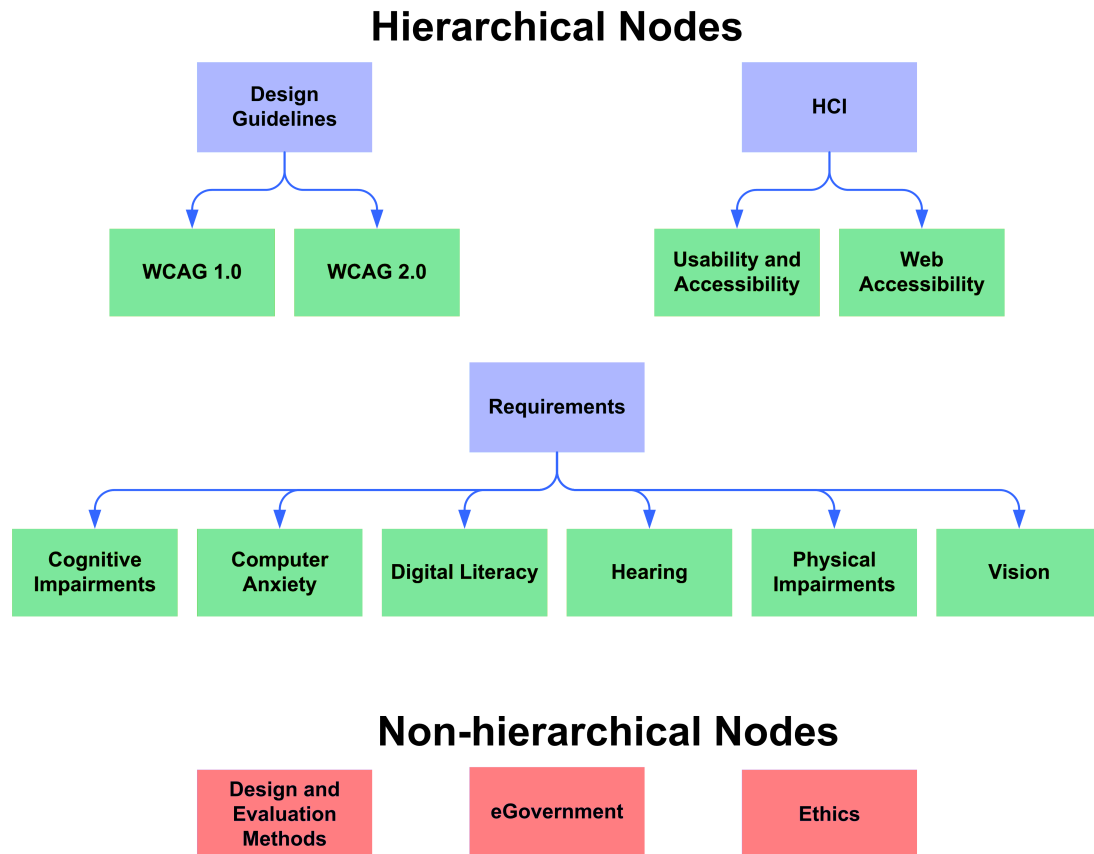 Hierarchical Nodes
Design
Guidelines
HCI
WCAG 1.0
WCAG 2.0
Usability and
Accessibility
Web
Accessibility
Requirements
Cognitive
Impairments
Computer
Anxiety
Digital Literacy
Hearing
Physical
Impairments
Vision
Non-hierarchical Nodes
Design and
Evaluation
Methods
eGovernment
Ethics